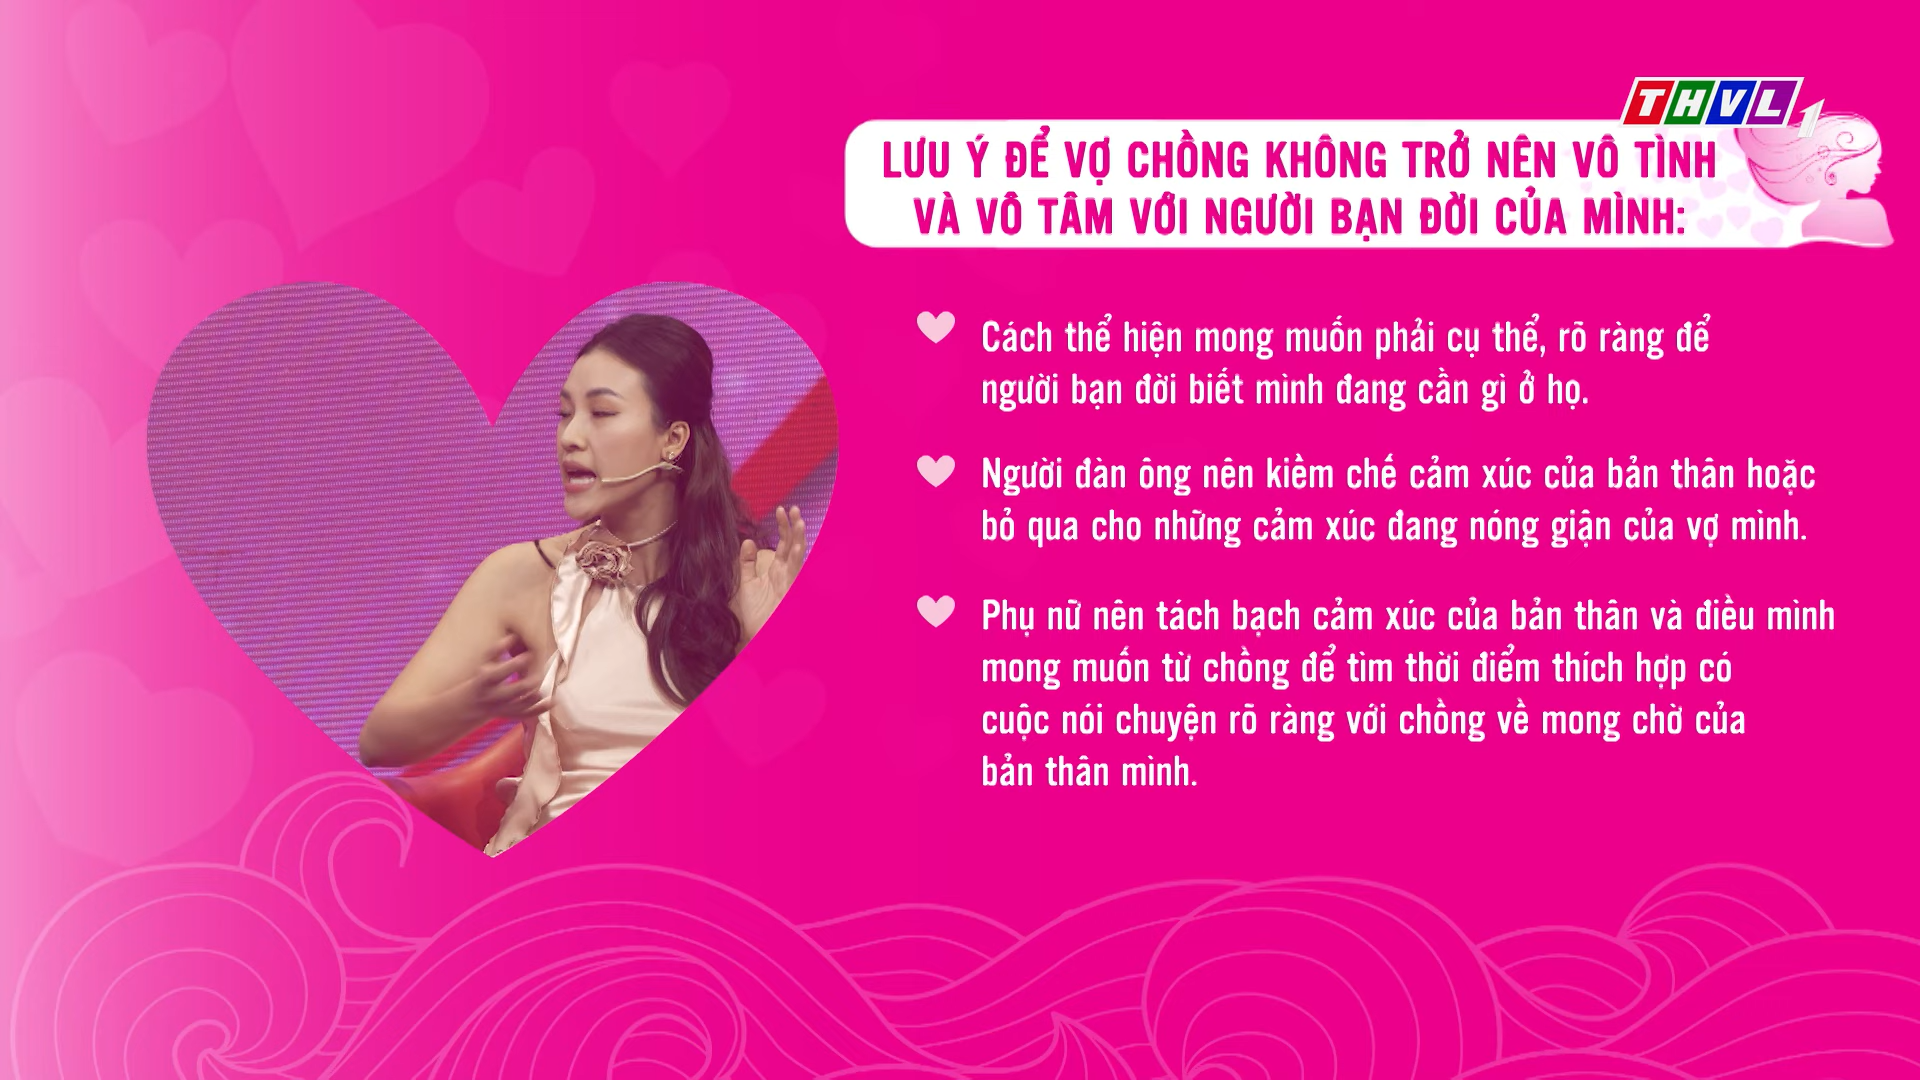 THVL1
LƯU Ý ĐỂ VỢ CHỒNG KHÔNG TRỞ NÊN VÔ TÌNH
VÀ VÔ TÂM VỚI NGƯỜI BẠN ĐỜI CỦA MÌNH:
Cách thể hiện mong muốn phải cụ thể, rõ ràng để
người bạn đời biết mình đang cần gì ở họ.
Người đàn ông nên kiềm chế cảm xúc của bản thân hoặc
bỏ qua cho những cảm xúc đang nóng giận của vợ mình.
Phụ nữ nên tách bạch cảm xúc của bản thân và điều mình
mong muốn từ chồng để tìm thời điểm thích hợp có
cuộc nói chuyện rõ ràng với chồng về mong chờ của
bản thân mình.